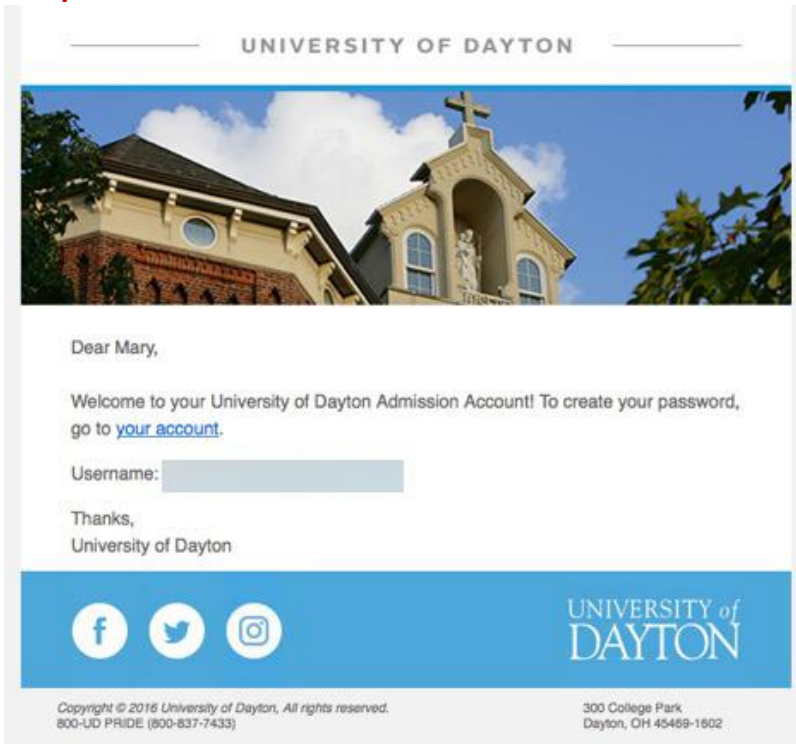 UNIVERSITY OF DAYTON
Dear Mary,
Welcome to your University of Dayton Admission Account! To create your password,
go to your account.
Username:
Thanks,
University of Dayton
UNIVERSITY of
DAYTON
Copyright © 2016 University of Dayton, All rights reserved.
800-UD PRIDE (800-837-7433)
300 College Park
Dayton, OH 45469-1602